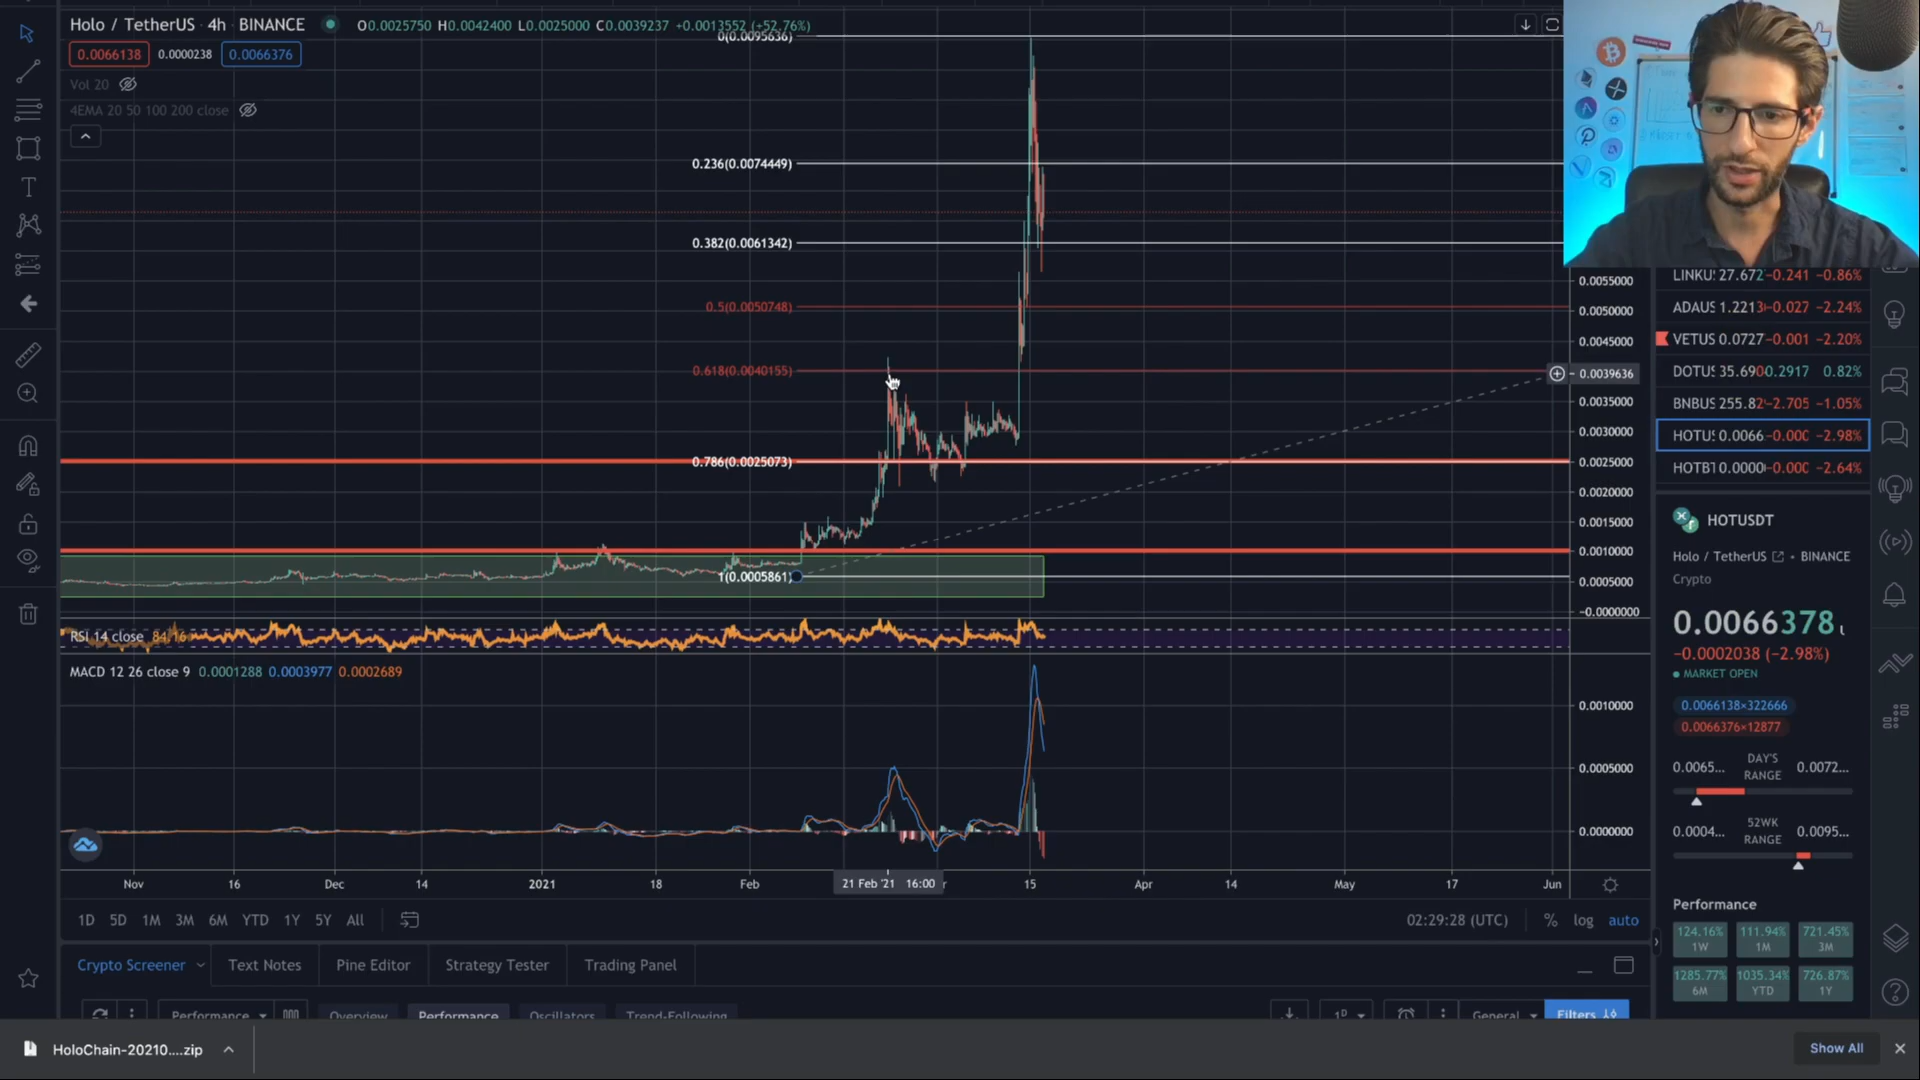 Holo / TetherUS · 4h · BINANCE O0.0025750 H0.0042400 L0.0025000 C0.0039237 +0.0013552 (+52.76%)
0(0.0095636)
0.0066138 0.0000238 0.0066376
Vol 20
4EMA 20 50 100 200 close
0.236(0.0074449)
0.382(0.0061342)
0.5(0.0050748)
0.618(0.0040155)
0.786(0.0025073)
1(0.0005861)
0.0055000
0.0050000
0.0045000
0.0039636
0.0035000
0.0030000
0.0025000
0.0020000
0.0015000
0.0010000
0.0005000
−0.0000000
RSI 14 close 84.16
MACD 12 26 close 9 0.0001288 0.0003977 0.0002689
0.0010000
0.0005000
0.0000000
Nov 16 Dec 14 2021 18 Feb 21 Feb '21 16:00 15 Apr 14 May 17 Jun
1D 5D 1M 3M 6M YTD 1Y 5Y All 02:29:28 (UTC) % log auto
Crypto Screener Text Notes Pine Editor Strategy Tester Trading Panel
Performance Overview Performance Oscillators Trend-Following General Filters
LINKU 27.672 −0.241 −0.86%
ADAUS 1.2213 −0.027 −2.24%
VETUS 0.0727 −0.001 −2.20%
DOTUS 35.690 0.2917 0.82%
BNBUS 255.82 −2.705 −1.05%
HOTUS 0.0066 −0.000 −2.98%
HOTBT 0.0000 −0.000 −2.64%
HOTUSDT
Holo / TetherUS • BINANCE
Crypto
0.0066378
−0.0002038 (−2.98%)
MARKET OPEN
0.0066138×322666
0.0066376×12877
0.0065... DAY'S RANGE 0.0072...
0.0004... 52WK RANGE 0.0095...
Performance
124.16% 111.94% 721.45%
1W 1M 3M
1285.77% 1035.34% 726.87%
6M YTD 1Y
HoloChain-20210....zip Show All